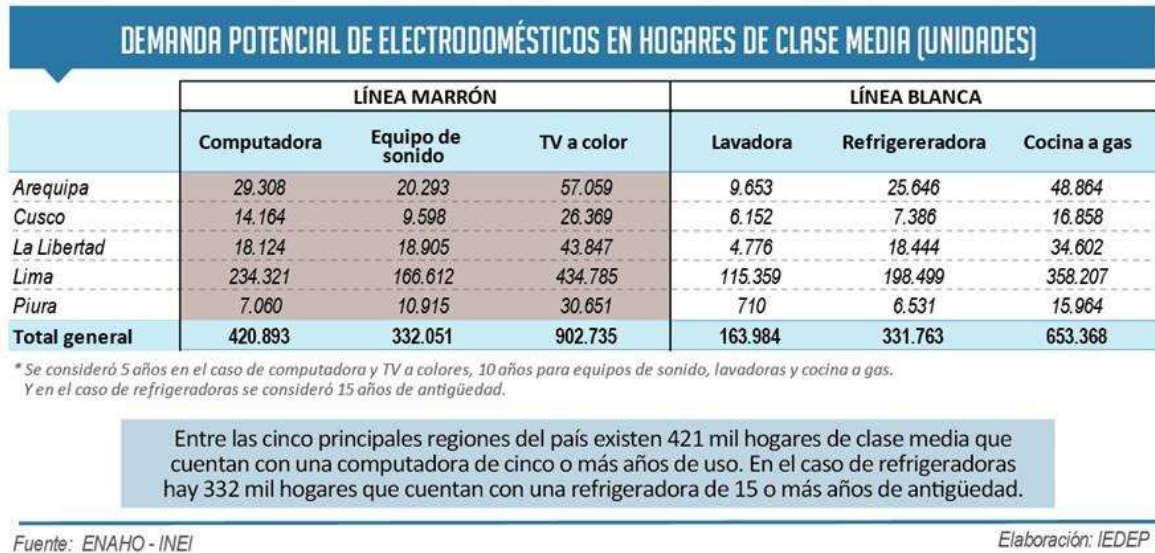 DEMANDA POTENCIAL DE ELECTRODOMÉSTICOS EN HOGARES DE CLASE MEDIA (UNIDADES)
LÍNEA MARRÓN LÍNEA BLANCA
Computadora Equipo de sonido TV a color Lavadora Refrigereradora Cocina a gas
Arequipa 29.308 20.293 57.059 9.653 25.646 48.864
Cusco 14.164 9.598 26.369 6.152 7.386 16.858
La Libertad 18.124 18.905 43.847 4.776 18.444 34.602
Lima 234.321 166.612 434.785 115.359 198.499 358.207
Piura 7.060 10.915 30.651 710 6.531 15.964
Total general 420.893 332.051 902.735 163.984 331.763 653.368
* Se consideró 5 años en el caso de computadora y TV a colores, 10 años para equipos de sonido, lavadoras y cocina a gas.
Y en el caso de refrigeradoras se consideró 15 años de antigüedad.
Entre las cinco principales regiones del país existen 421 mil hogares de clase media que
cuentan con una computadora de cinco o más años de uso. En el caso de refrigeradoras
hay 332 mil hogares que cuentan con una refrigeradora de 15 o más años de antigüedad.
Fuente: ENAHO - INEI Elaboración: IEDEP